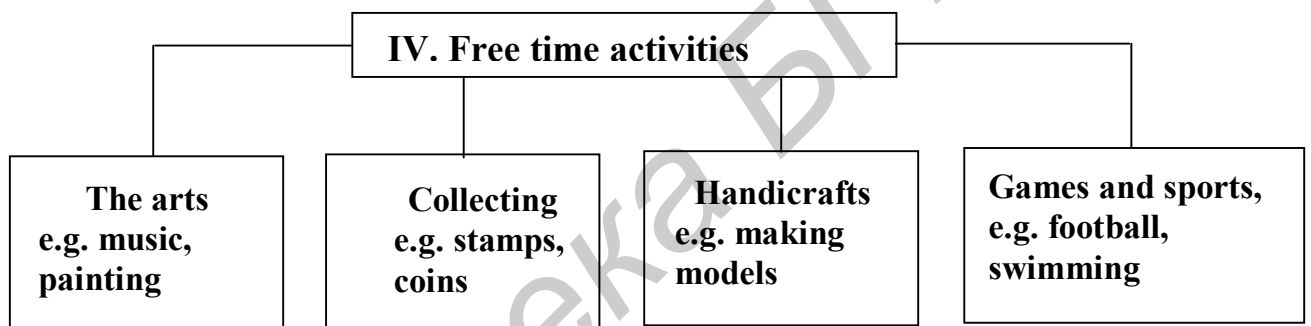 IV. Free time activities
The arts
e.g. music,
painting
Collecting
e.g. stamps,
coins
Handicrafts
e.g. making
models
Games and sports,
e.g. football,
swimming